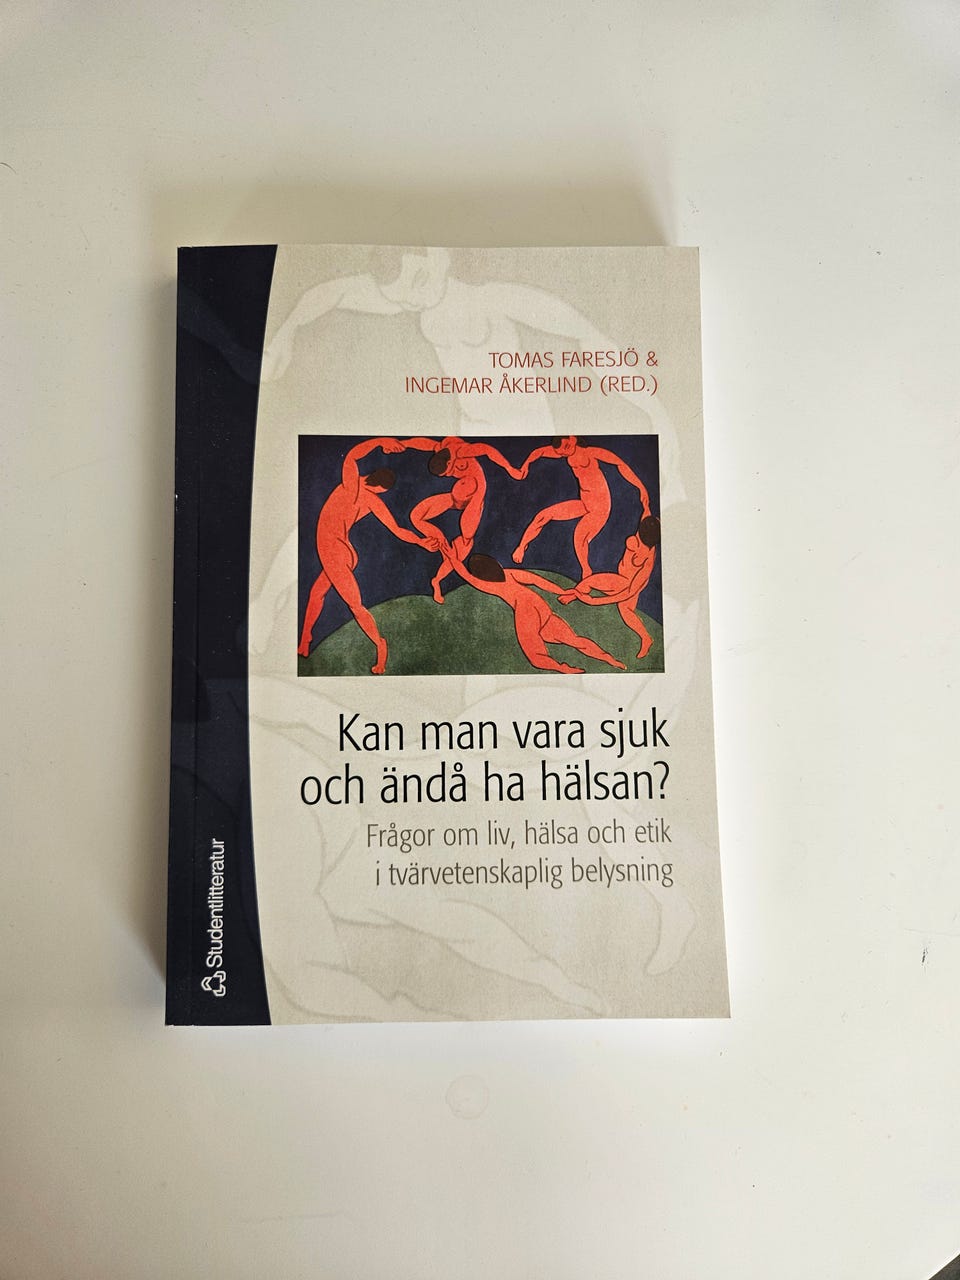 TOMAS FARESJÖ &
INGEMAR ÅKERLIND (RED.)
Kan man vara sjuk
och ändå ha hälsan?
Frågor om liv, hälsa och etik
i tvärvetenskaplig belysning
Studentlitteratur